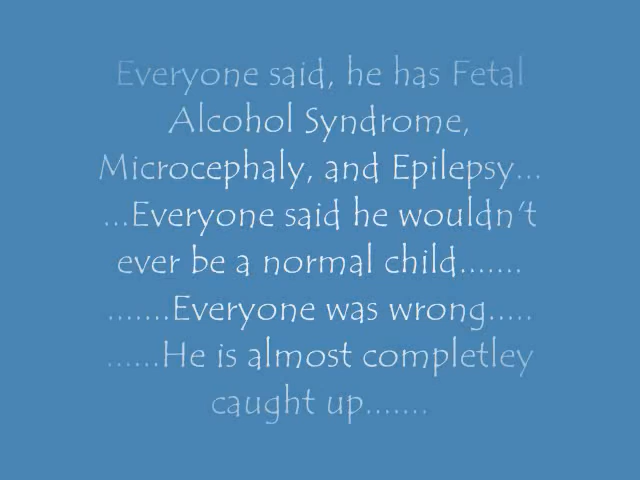 Everyone said, he has Fetal
Alcohol Syndrome,
Microcephaly, and Epilepsy...
...Everyone said he wouldn't
ever be a normal child.......
.......Everyone was wrong.....
......He is almost completley
caught up.......